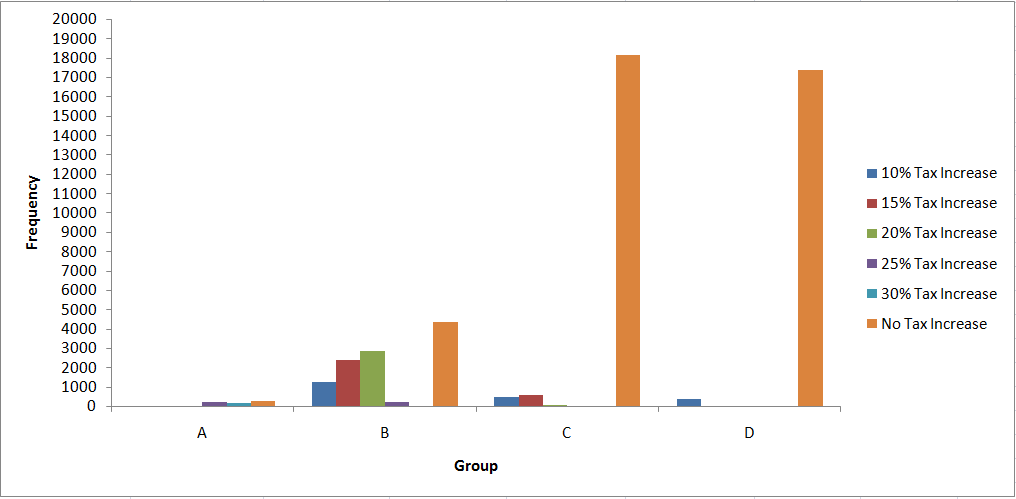 20000
19000
18000
17000
16000
15000
14000
13000
12000
11000
10000
9000
8000
7000
6000
5000
4000
3000
2000
1000
0
Frequency
A B C D
Group
10% Tax Increase
15% Tax Increase
20% Tax Increase
25% Tax Increase
30% Tax Increase
No Tax Increase